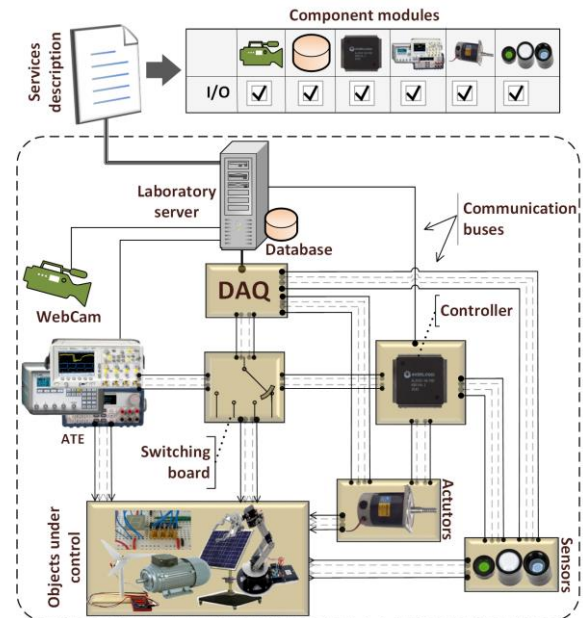 Component modules
Services
description
I/O
Laboratory
server
Database
Communication
buses
WebCam
DAQ
Controller
ATE
Switching
board
Actutors
Objects under
control
Sensors